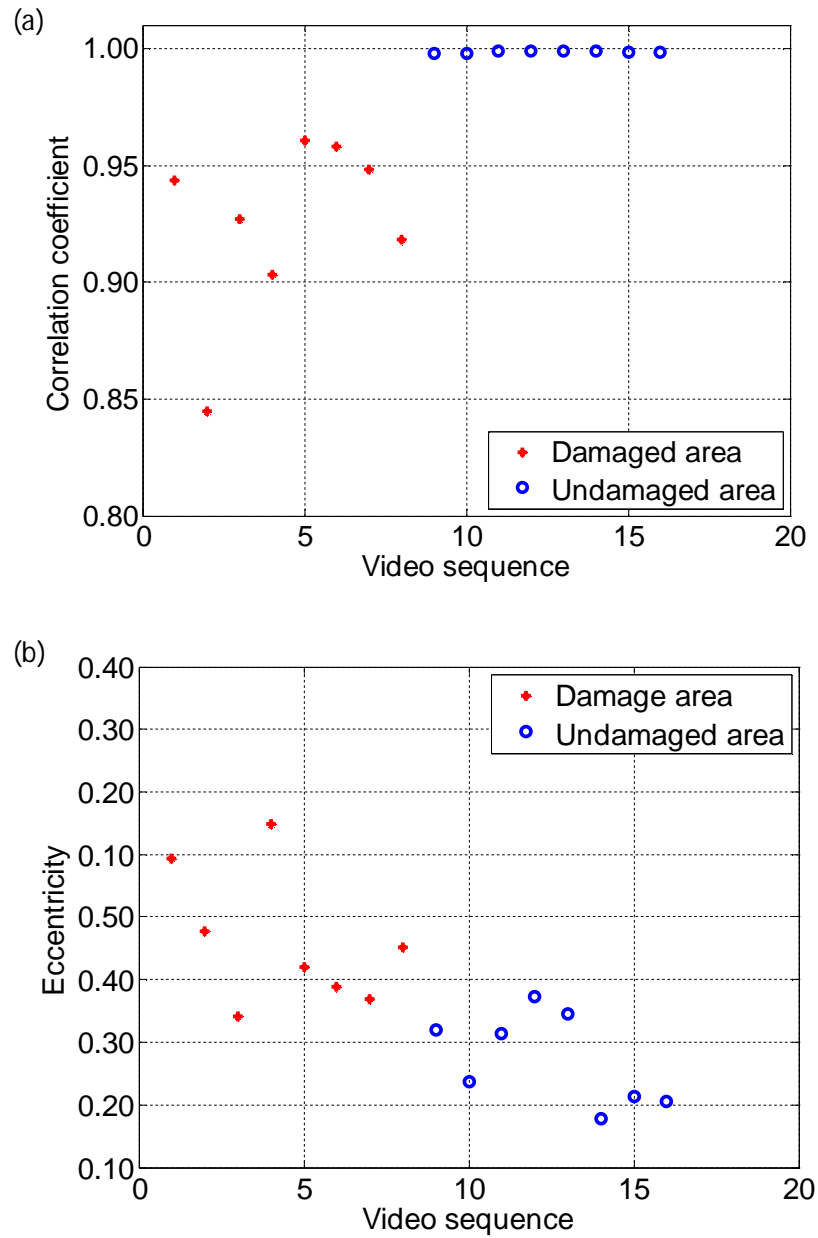 (a)
1.00
0.95
0.90
0.85
0.80
Correlation coefficient
Damaged area
Undamaged area
0 5 10 15 20
Video sequence
(b)
0.40
0.30
0.20
0.10
0.50
0.40
0.30
0.20
0.10
Eccentricity
Damage area
Undamaged area
0 5 10 15 20
Video sequence